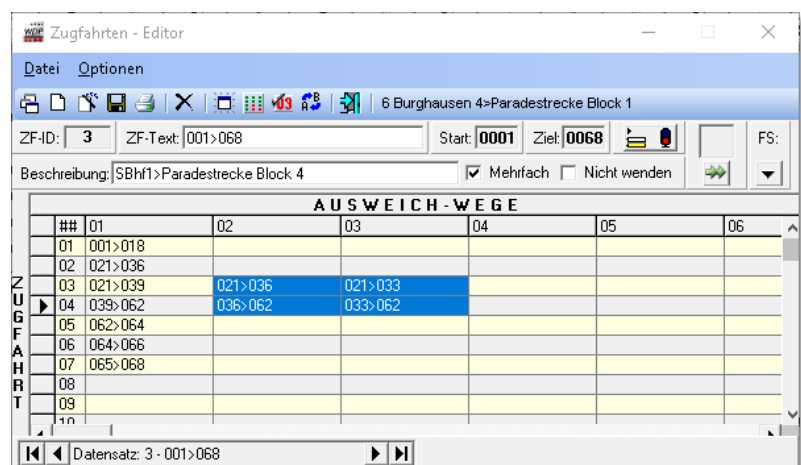 WDP Zugfahrten - Editor
Datei Optionen
09 A B 6 Burghausen 4>Paradestrecke Block 1
ZF-ID: 3 ZF-Text: 001>068 Start: 0001 Ziel: 0068 FS:
Beschreibung: SBhf1>Paradestrecke Block 4 Mehrfach Nicht wenden
AUSWEICH-WEGE
## 01 02 03 04 05 06
01 001>018
02 021>036
03 021>039 021>036 021>033
04 039>062 036>062 033>062
05 062>064
06 064>066
07 065>068
08
09
10
ZUGFAHRT
Datensatz: 3 - 001>068